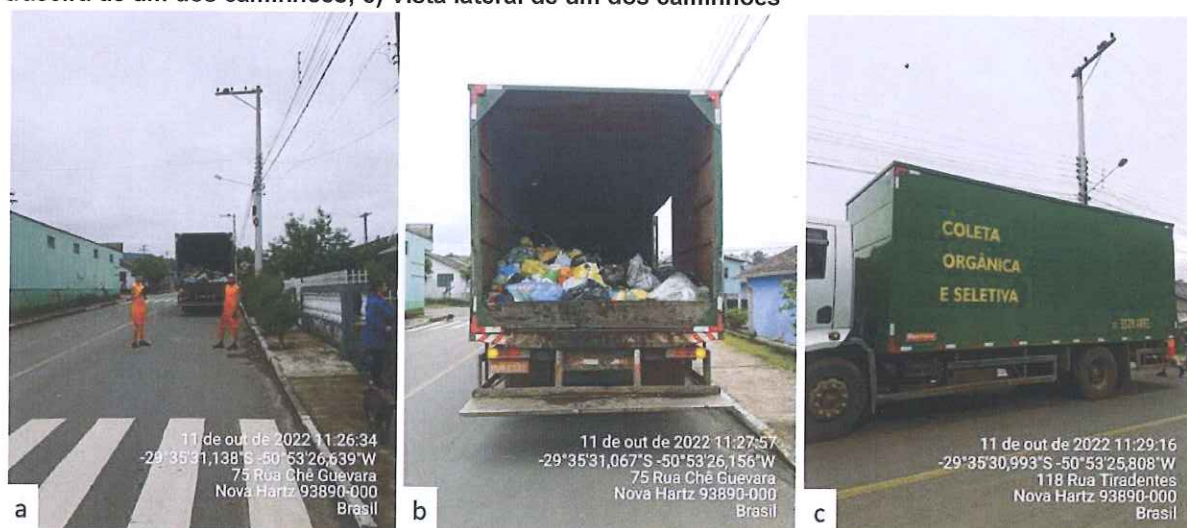 traseira de um dos caminhões; c) vista lateral de um dos caminhões
11 de out de 2022 11:26:34
-29°35'31,138"S -50°53'26,639"W
75 Rua Chê Guevara
Nova Hartz 93890-000
Brasil
a
11 de out de 2022 11:27:57
-29°35'31,067"S -50°53'26,156"W
75 Rua Chê Guevara
Nova Hartz 93890-000
Brasil
b
COLETA
ORGÂNICA
E SELETIVA
11 de out de 2022 11:29:16
-29°35'30,993"S -50°53'25,808"W
118 Rua Tiradentes
Nova Hartz 93890-000
Brasil
c